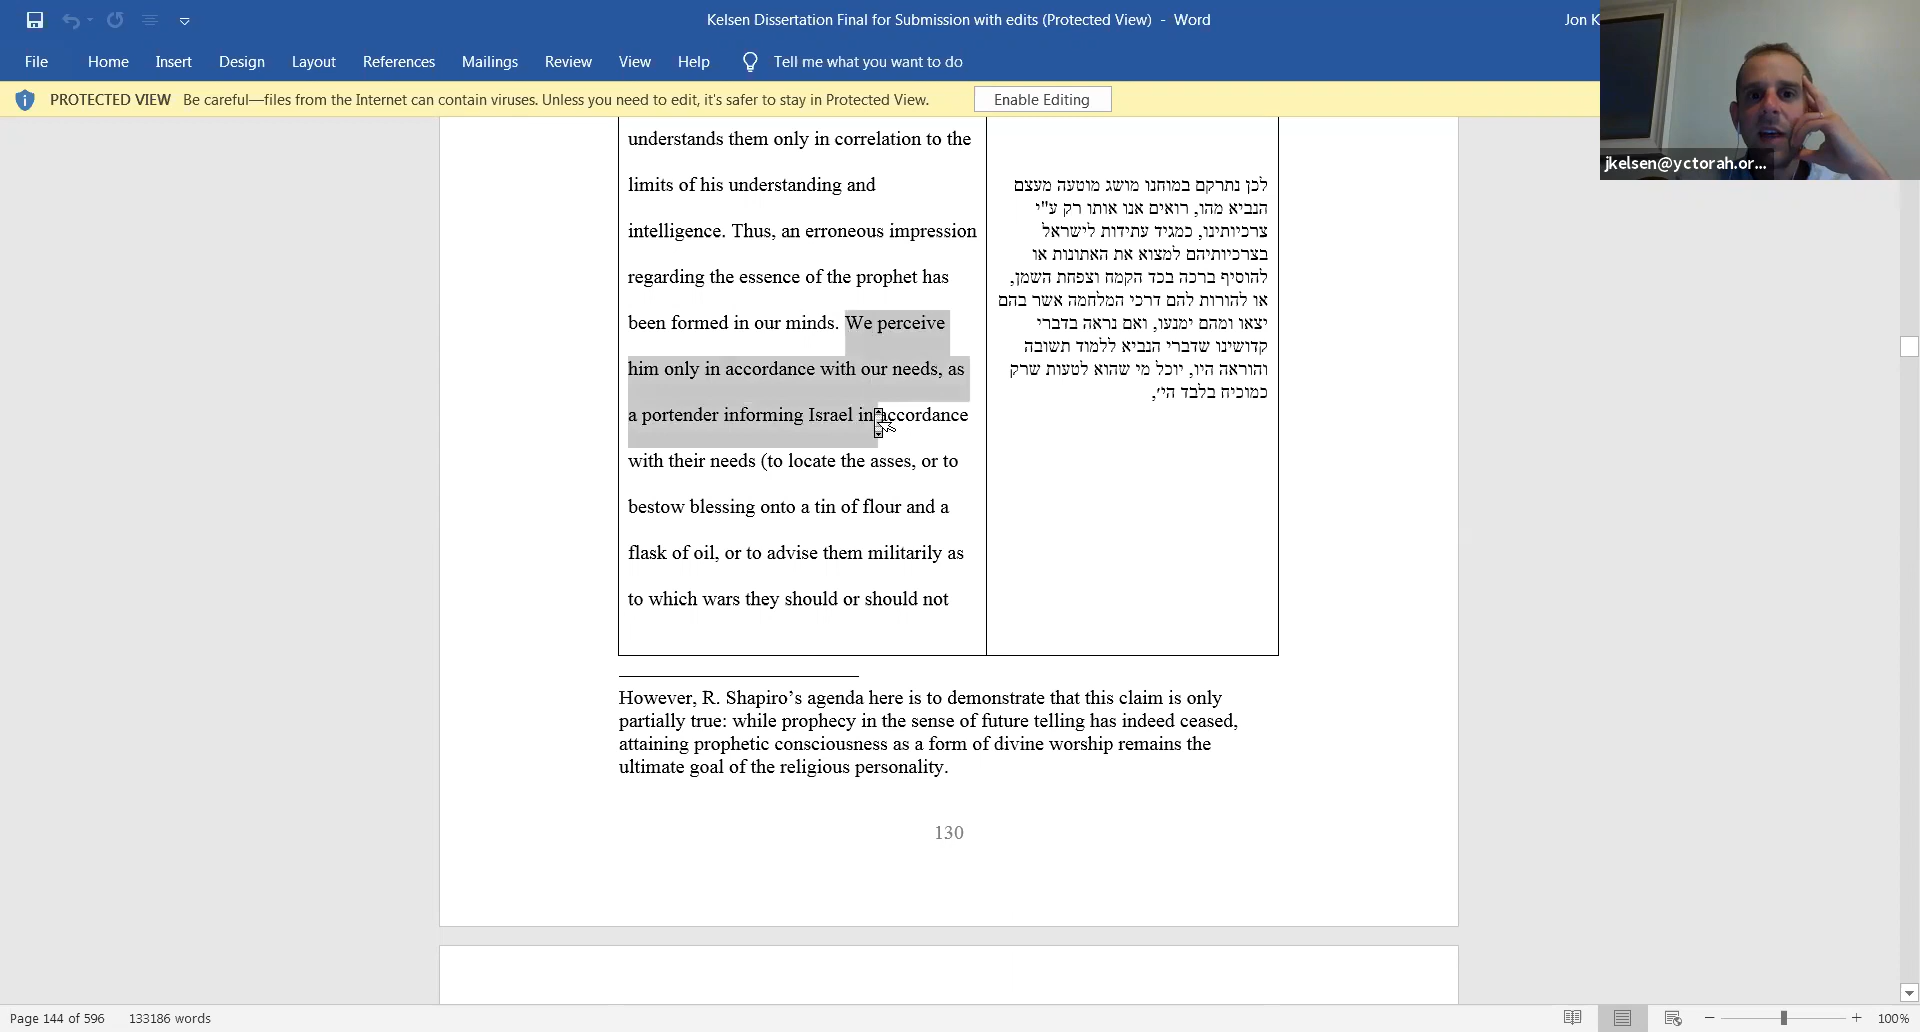 Kelsen Dissertation Final for Submission with edits (Protected View) - Word
Jon K
File Home Insert Design Layout References Mailings Review View Help Tell me what you want to do
PROTECTED VIEW Be careful—files from the Internet can contain viruses. Unless you need to edit, it's safer to stay in Protected View. Enable Editing
jkelsen@yctorah.or...
understands them only in correlation to the
limits of his understanding and
intelligence. Thus, an erroneous impression
regarding the essence of the prophet has
been formed in our minds. We perceive
him only in accordance with our needs, as
a portender informing Israel in accordance
with their needs (to locate the asses, or to
bestow blessing onto a tin of flour and a
flask of oil, or to advise them militarily as
to which wars they should or should not
לכן נתרקם במוחנו מושג מוטעה מעצם
הנביא מהו, רואים אנו אותו רק ע"י
צרכיותינו, כמגיד עתידות לישראל
בצרכיותיהם למצוא את האתונות או
להוסיף ברכה בכד הקמח וצפחת השמן,
או להורות להם דרכי המלחמה אשר בהם
יצאו ומהם ימנעו, ואם נראה בדברי
קדושינו שדברי הנביא ללמוד תשובה
והוראה היו, יוכל מי שהוא לטעות שרק
כמוכיח בלבד הי׳,
However, R. Shapiro’s agenda here is to demonstrate that this claim is only
partially true: while prophecy in the sense of future telling has indeed ceased,
attaining prophetic consciousness as a form of divine worship remains the
ultimate goal of the religious personality.
130
Page 144 of 596 133186 words
100%